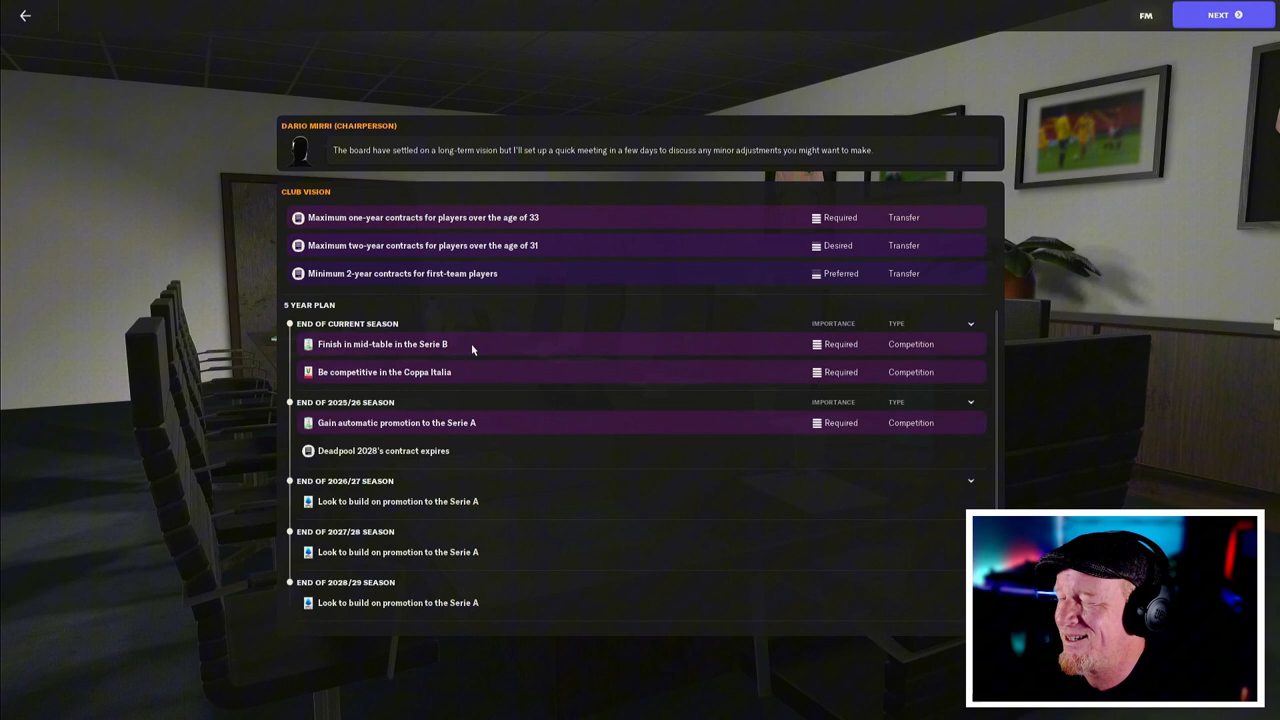 FM
NEXT
DARIO MIRRI (CHAIRPERSON)
The board have settled on a long-term vision but I'll set up a quick meeting in a few days to discuss any minor adjustments you might want to make.
CLUB VISION
Maximum one-year contracts for players over the age of 33 Required Transfer
Maximum two-year contracts for players over the age of 31 Desired Transfer
Minimum 2-year contracts for first-team players Preferred Transfer
5 YEAR PLAN
END OF CURRENT SEASON IMPORTANCE TYPE
Finish in mid-table in the Serie B Required Competition
Be competitive in the Coppa Italia Required Competition
END OF 2025/26 SEASON IMPORTANCE TYPE
Gain automatic promotion to the Serie A Required Competition
Deadpool 2028's contract expires
END OF 2026/27 SEASON
Look to build on promotion to the Serie A
END OF 2027/28 SEASON
Look to build on promotion to the Serie A
END OF 2028/29 SEASON
Look to build on promotion to the Serie A